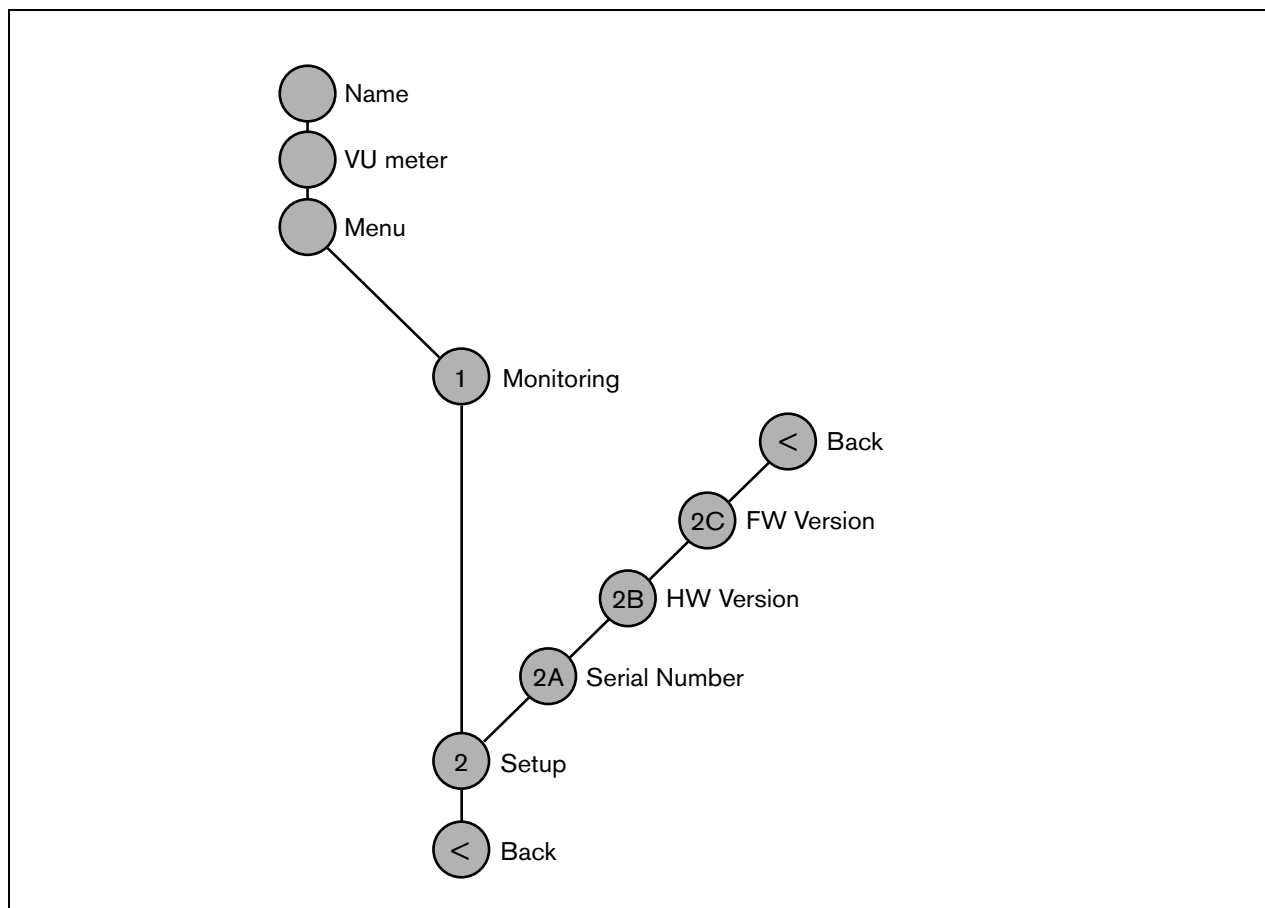 Name
VU meter
Menu
1 Monitoring
< Back
2C FW Version
2B HW Version
2A Serial Number
2 Setup
< Back